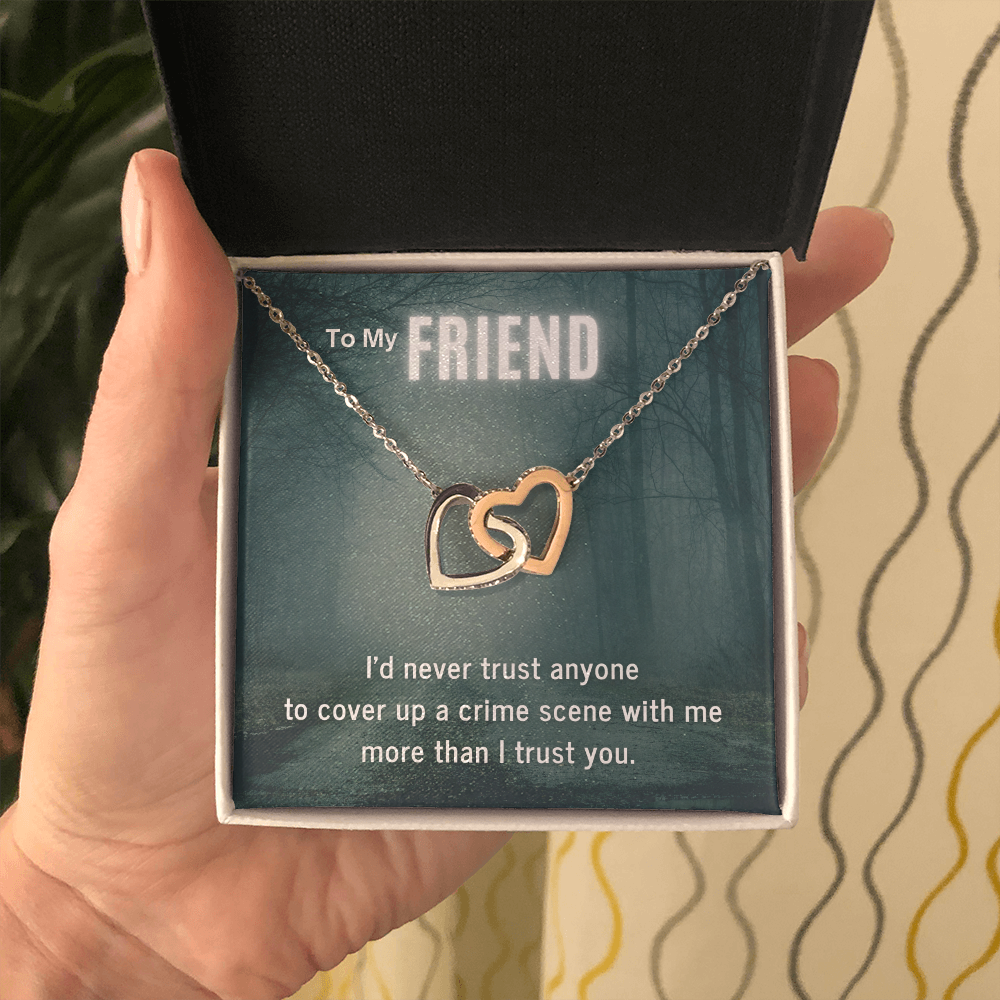 To My FRIEND
I'd never trust anyone
to cover up a crime scene with me
more than I trust you.